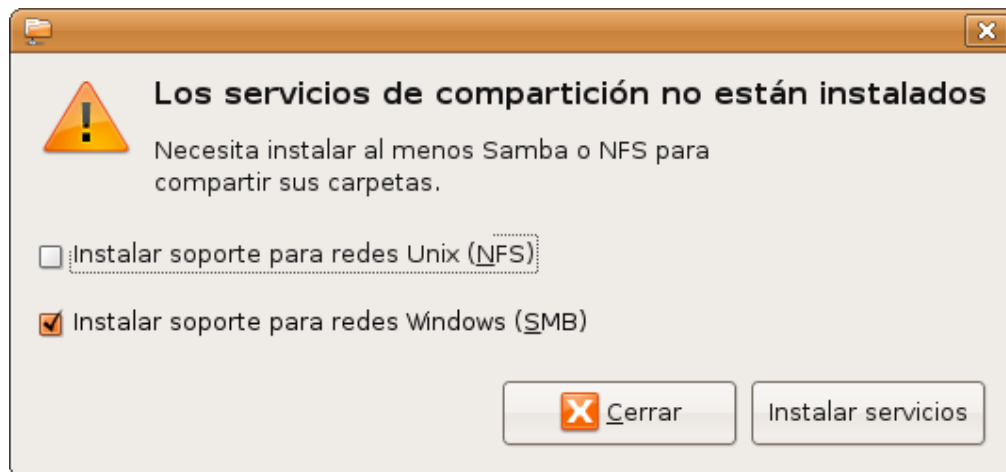 Los servicios de compartición no están instalados
Necesita instalar al menos Samba o NFS para
compartir sus carpetas.
Instalar soporte para redes Unix (NFS)
Instalar soporte para redes Windows (SMB)
Cerrar
Instalar servicios